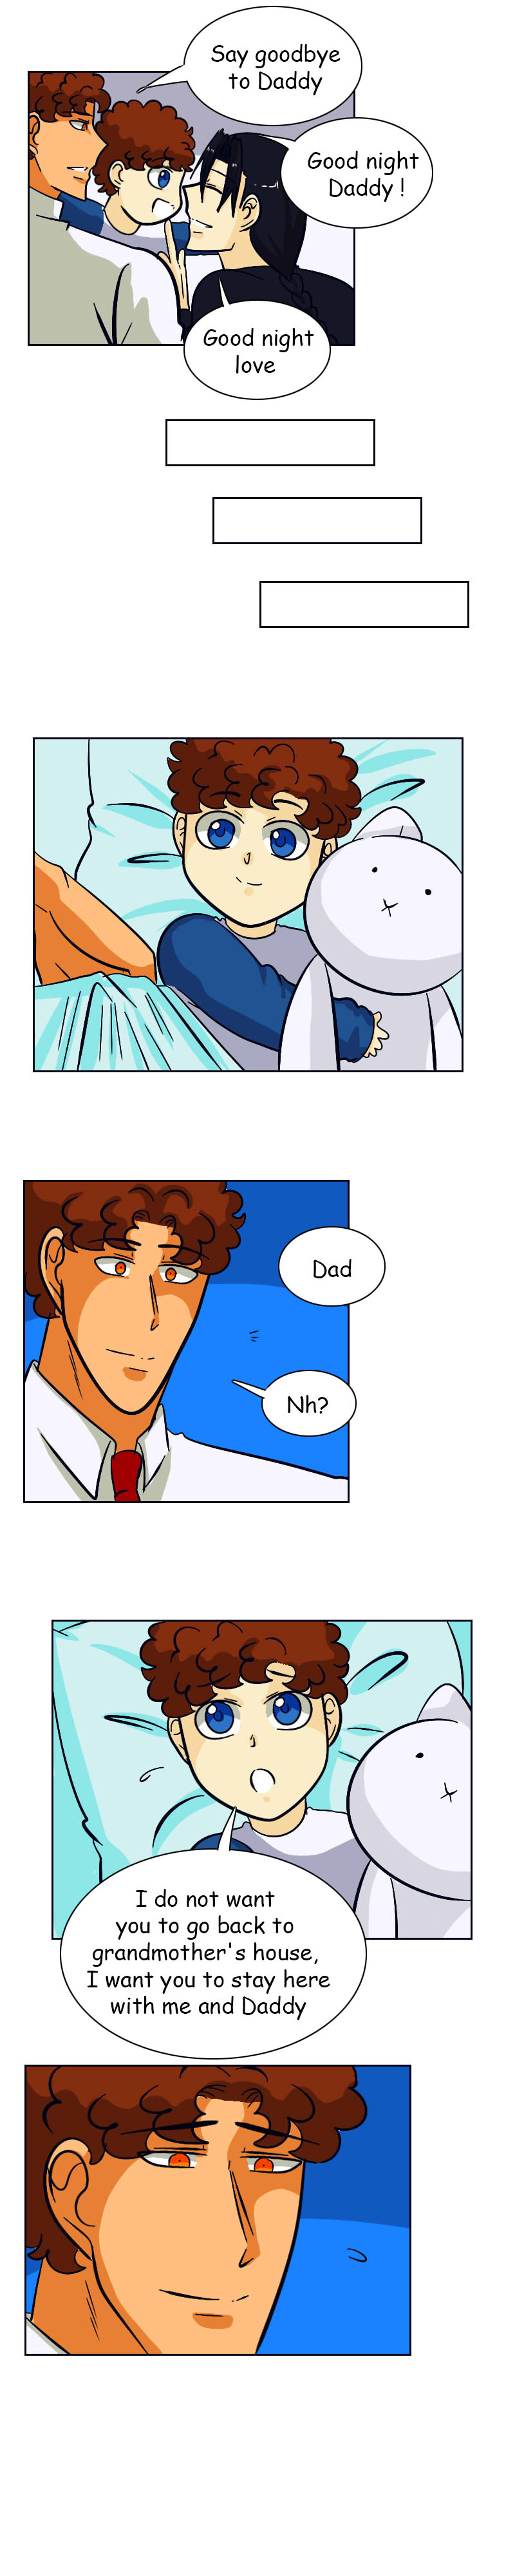 Say goodbye
to Daddy
Good night
Daddy !
Good night
love
Dad
Nh?
I do not want
you to go back to
grandmother's house,
I want you to stay here
with me and Daddy